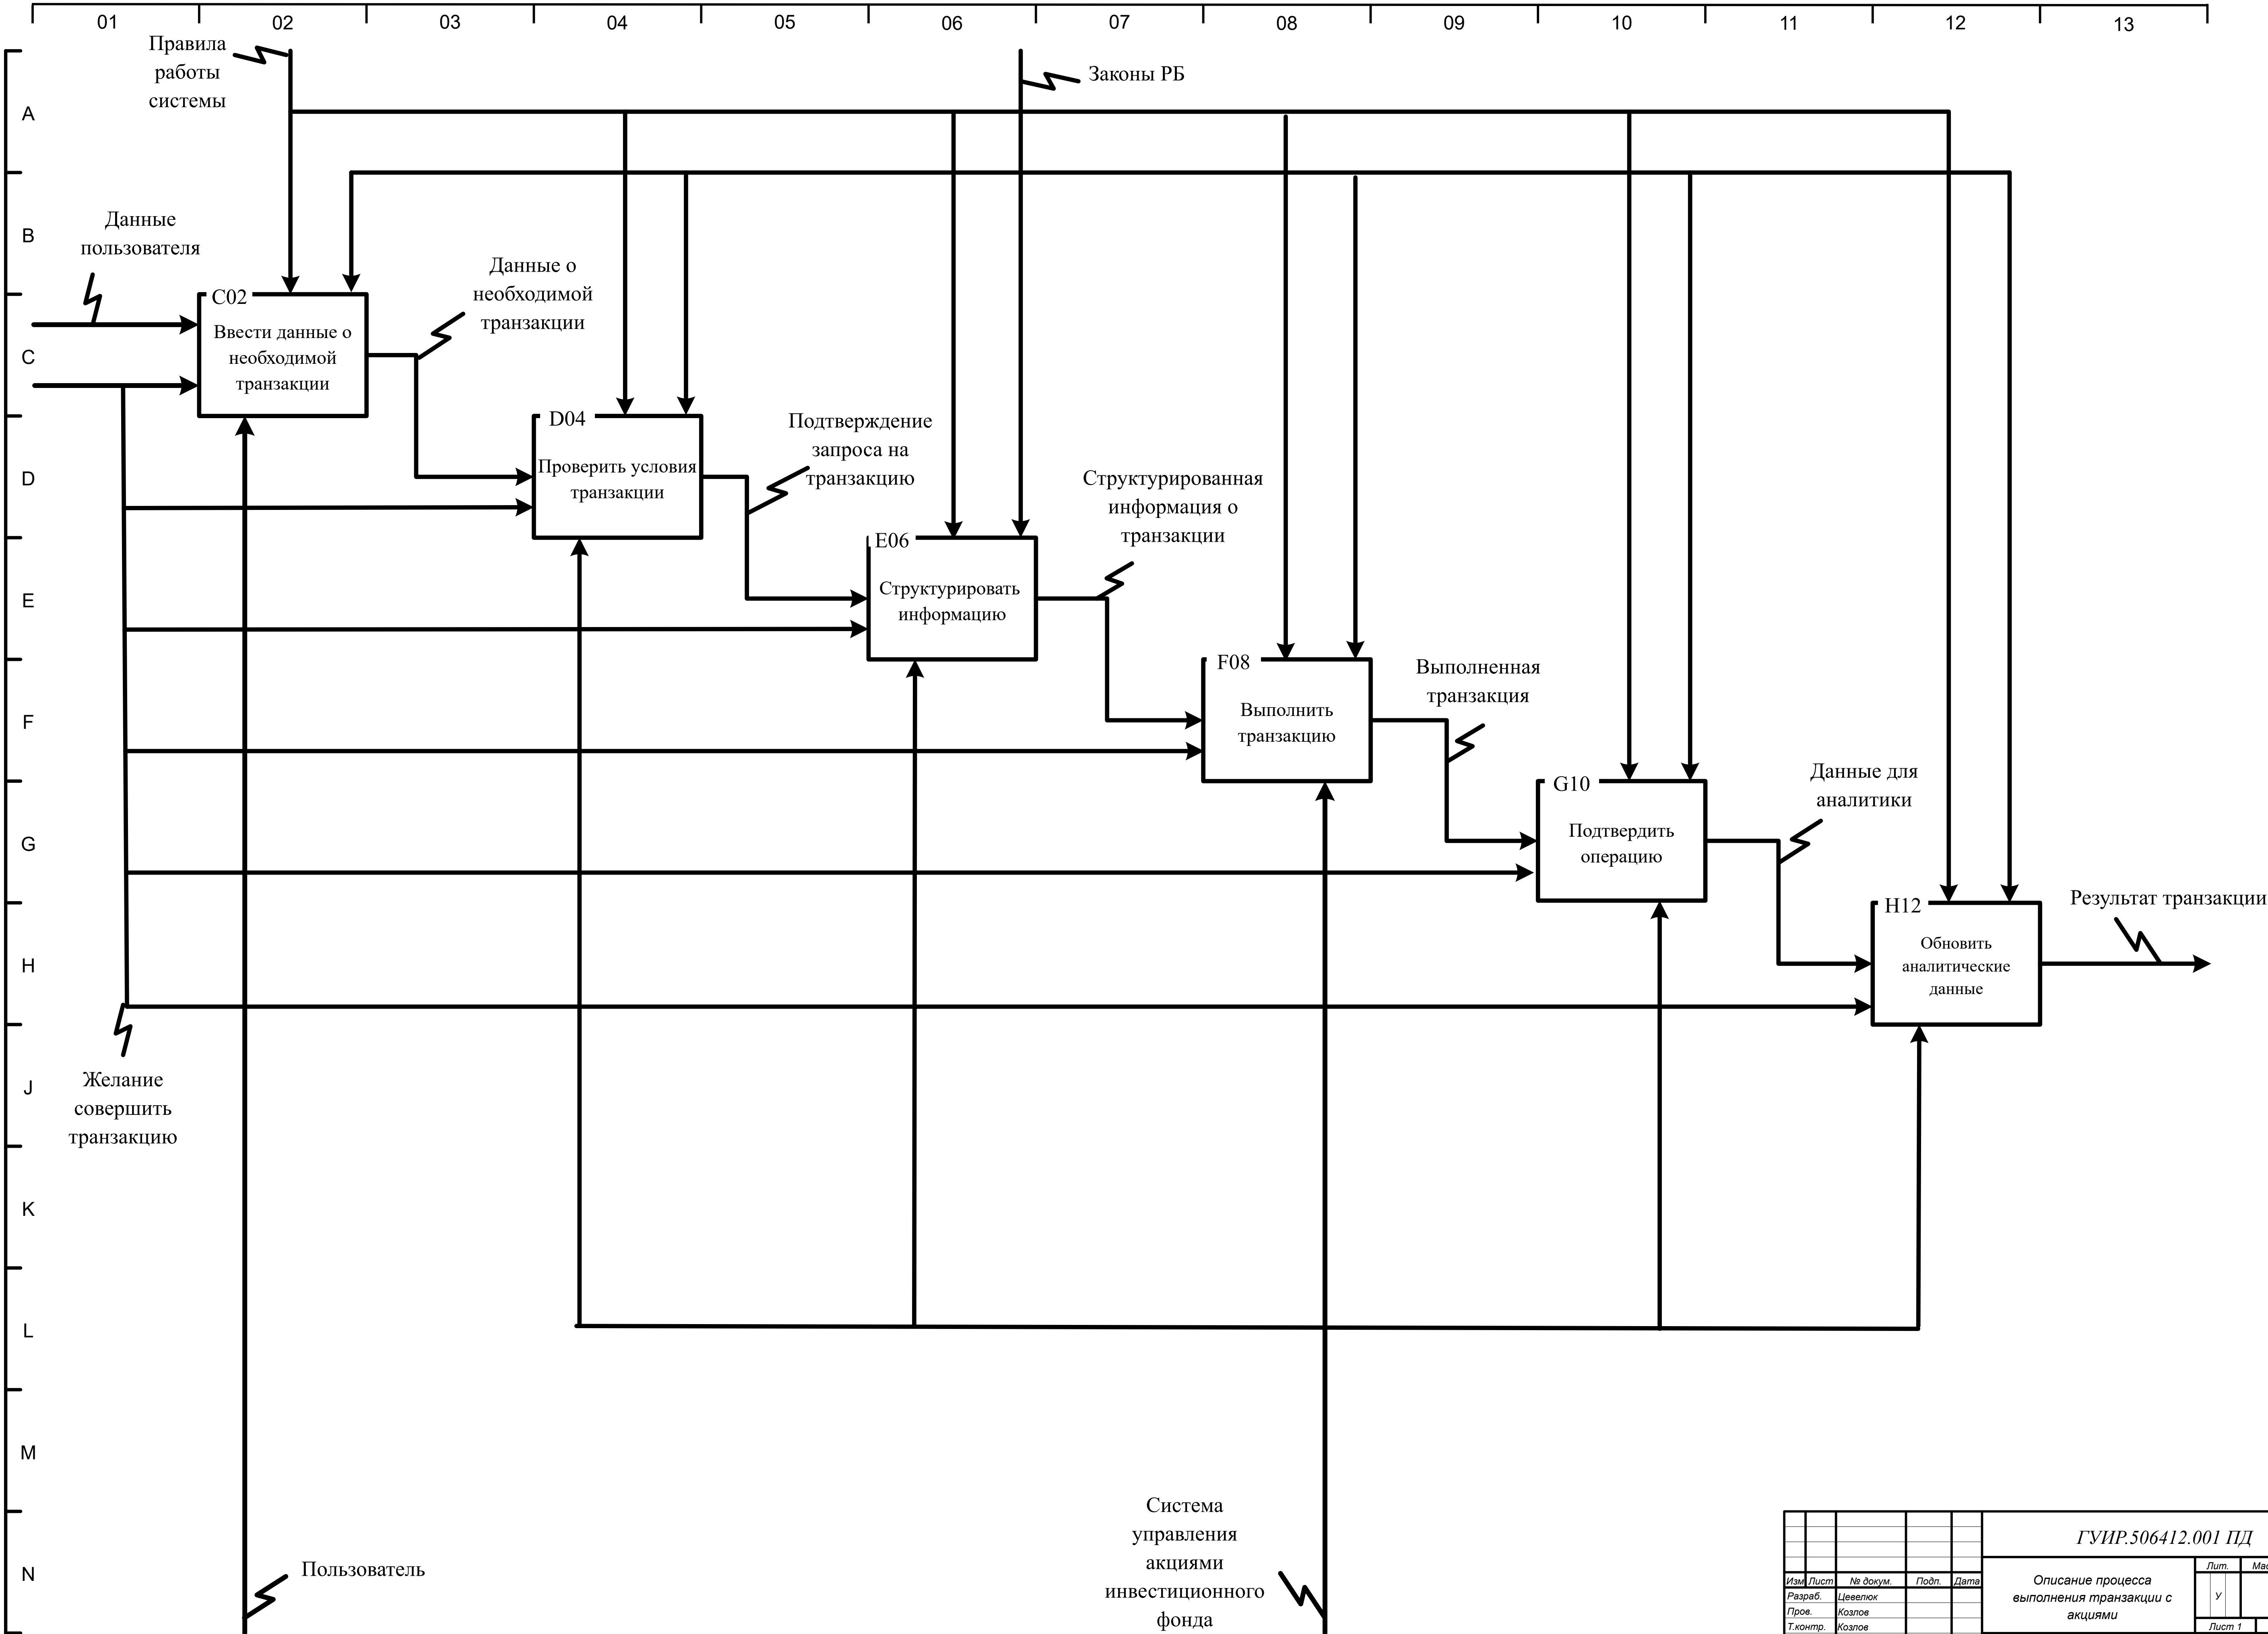 01 02 03 04 05 06 07 08 09 10 11 12 13
Правила
работы
системы
Законы РБ
A
B
C
D
E
F
G
H
J
K
L
M
N
Данные
пользователя
C02
Ввести данные о
необходимой
транзакции
Данные о
необходимой
транзакции
D04
Проверить условия
транзакции
Подтверждение
запроса на
транзакцию
E06
Структурировать
информацию
Структурированная
информация о
транзакции
F08
Выполнить
транзакцию
Выполненная
транзакция
G10
Подтвердить
операцию
Данные для
аналитики
H12
Обновить
аналитические
данные
Результат транзакции
Желание
совершить
транзакцию
Пользователь
Система
управления
акциями
инвестиционного
фонда
ГУИР.506412.001 ПД
Изм Лист № докум. Подп. Дата
Разраб. Цевелюк
Пров. Козлов
Т.контр. Козлов
Описание процесса
выполнения транзакции с
акциями
Лит.
У
Лист 1